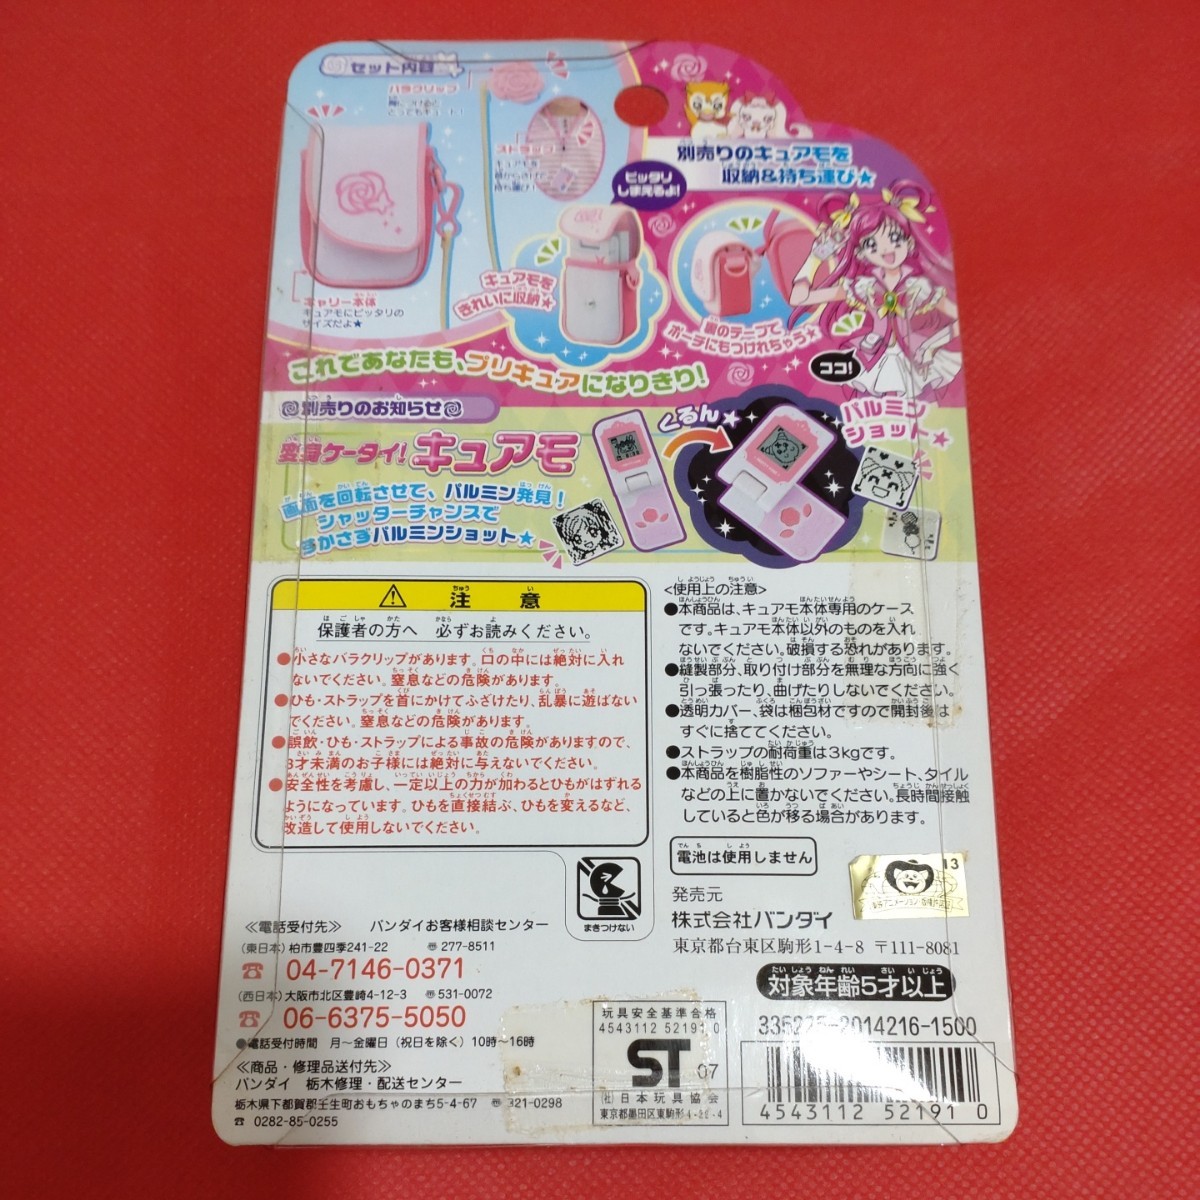 セット内容
バラクリップ
ストラップ
キュアモを
首からさげて
持ち運び!
キャリー本体
キュアモにピッタリの
サイズだよ★
ピッタリ
しまえるよ!
別売りのキュアモを
収納&持ち運び★
キュアモを
きれいに収納★
裏のテープで
ポーチにもつけれちゃう★
ココ!
これであなたも、プリキュアになりきり!
別売りのお知らせ
変身ケータイ! キュアモ
画面を回転させて、パルミン発見!
シャッターチャンスで
すかさずパルミンショット★
くるん★
パルミン
ショット★
注意
保護者の方へ 必ずお読みください。
●小さなバラクリップがあります。口の中には絶対に入れ
ないでください。窒息などの危険があります。
●ひも・ストラップを首にかけてふざけたり、乱暴に遊ばない
でください。窒息などの危険があります。
●誤飲・ひも・ストラップによる事故の危険がありますので、
3才未満のお子様には絶対に与えないでください。
●安全性を考慮し、一定以上の力が加わるとひもがはずれる
ようになっています。ひもを直接結ぶ、ひもを変えるなど、
改造して使用しないでください。
<使用上の注意>
●本商品は、キュアモ本体専用のケース
です。キュアモ本体以外のものを入れ
ないでください。破損する恐れがあります。
●縫製部分、取り付け部分を無理な方向に強く
引っ張ったり、曲げたりしないでください。
●透明カバー、袋は梱包材ですので開封後は
すぐに捨ててください。
●ストラップの耐荷重は3kgです。
●本商品を樹脂性のソファーやシート、タイル
などの上に置かないでください。長時間接触
していると色が移る場合があります。
電池は使用しません
まきつけない
発売元
株式会社バンダイ
東京都台東区駒形1-4-8 〒111-8081
13
対象年齢5才以上
≪電話受付先≫ バンダイお客様相談センター
(東日本) 柏市豊四季241-22 〠277-8511
☎ 04-7146-0371
(西日本) 大阪市北区豊崎4-12-3 〠531-0072
☎ 06-6375-5050
●電話受付時間 月〜金曜日(祝日を除く)10時〜16時
≪商品・修理品送付先≫
バンダイ 栃木修理・配送センター
栃木県下都賀郡壬生町おもちゃのまち5-4-67 〠321-0298
☎ 0282-85-0255
玩具安全基準合格
4543112 52191 0
ST 07
(社)日本玩具協会
335225-2014216-1500
4543112 521910